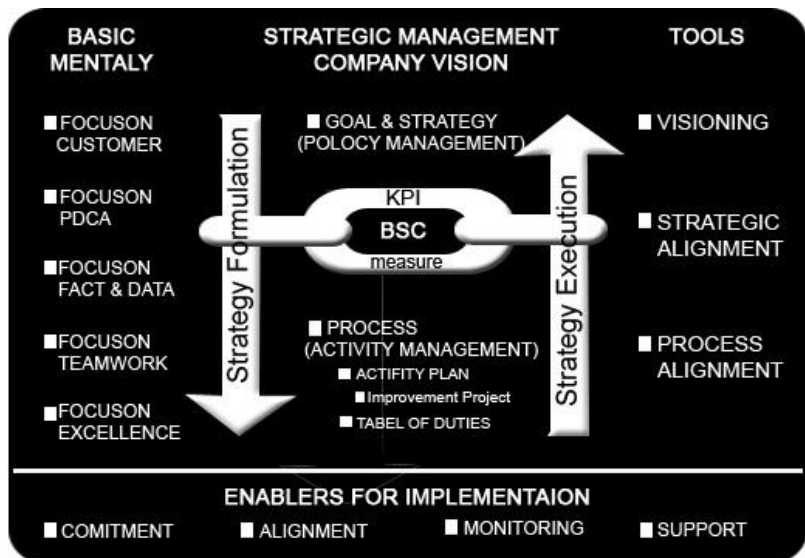 BASIC
MENTALY
STRATEGIC MANAGEMENT
COMPANY VISION
TOOLS
FOCUSON
CUSTOMER
FOCUSON
PDCA
FOCUSON
FACT & DATA
FOCUSON
TEAMWORK
FOCUSON
EXCELLENCE
Strategy Formulation
GOAL & STRATEGY
(POLOCY MANAGEMENT)
KPI
BSC
measure
PROCESS
(ACTIVITY MANAGEMENT)
ACTIFITY PLAN
Improvement Project
TABEL OF DUTIES
Strategy Execution
VISIONING
STRATEGIC
ALIGNMENT
PROCESS
ALIGNMENT
ENABLERS FOR IMPLEMENTAION
COMITMENT
ALIGNMENT
MONITORING
SUPPORT